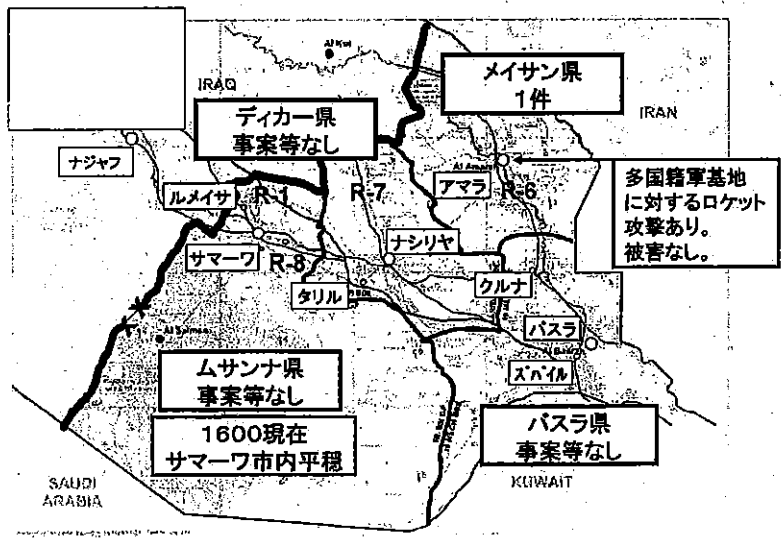 Al Kut
IRAQ
メイサン県
1件
ディカー県
事案等なし
IRAN
ナジャフ
ルメイサ
R-1
R-7
アマラ
R-6
多国籍軍基地
に対するロケット
攻撃あり。
被害なし。
サマーワ
R-8
ナシリヤ
タリル
クルナ
バスラ
ズバイル
ムサンナ県
事案等なし
1600現在
サマーワ市内平穏
バスラ県
事案等なし
SAUDI
ARABIA
KUWAIT